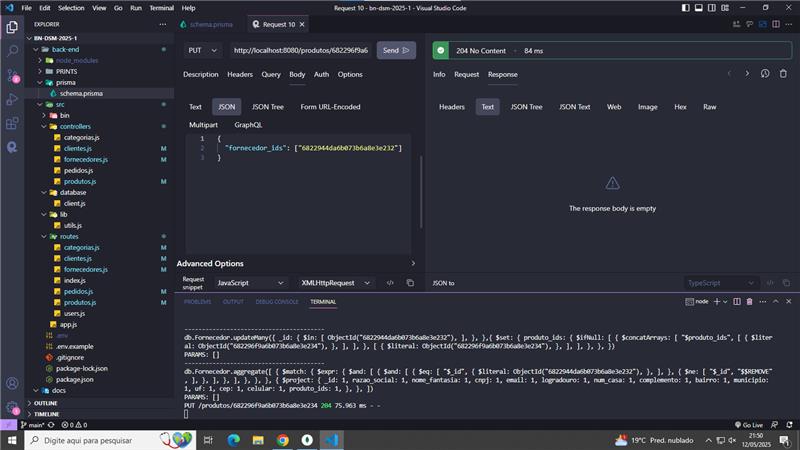 File Edit Selection View Go Run Terminal Help
Request 10 - bn-dsm-2025-1 - Visual Studio Code
EXPLORER
BN-DSM-2025-1
back-end
node_modules
PRINTS
prisma
schema.prisma
src
bin
controllers
categorias.js
clientes.js M
fornecedores.js M
pedidos.js
produtos.js M
database
client.js
lib
utils.js
routes
categorias.js M
clientes.js M
fornecedores.js M
index.js
pedidos.js M
produtos.js M
users.js
app.js
.env
.env.example
.gitignore
package-lock.json
package.json
docs
OUTLINE
TIMELINE
schema.prisma
Request 10
PUT http://localhost:8080/produtos/682296f9a6 Send
Description Headers Query Body Auth Options
Text JSON JSON Tree Form URL-Encoded
Multipart GraphQL
1 {
2 "fornecedor_ids": ["6822944da6b073b6a8e3e232"]
3 }
Advanced Options
Request snippet JavaScript XMLHttpRequest
204 No Content · 84 ms
Info Request Response
Headers Text JSON Tree JSON Text Web Image Hex Raw
The response body is empty
JSON to TypeScript
PROBLEMS OUTPUT DEBUG CONSOLE TERMINAL
node
----------------------------------------
db.Fornecedor.updateMany({ _id: { $in: [ ObjectId("6822944da6b073b6a8e3e232"), ], }, },{ $set: { produto_ids: { $ifNull: [ { $concatArrays: [ "$produto_ids", [ { $liter
al: ObjectId("682296f9a6b073b6a8e3e234"), }, ], ], }, [ { $literal: ObjectId("682296f9a6b073b6a8e3e234"), }, ], ], }, }, })
PARAMS: []
db.Fornecedor.aggregate([ { $match: { $expr: { $and: [ { $and: [ { $eq: [ "$_id", { $literal: ObjectId("6822944da6b073b6a8e3e232"), }, ], }, { $ne: [ "$_id", "$$REMOVE"
, ], }, ], }, ], }, }, }, { $project: { _id: 1, razao_social: 1, nome_fantasia: 1, cnpj: 1, email: 1, logradouro: 1, num_casa: 1, complemento: 1, bairro: 1, municipio:
1, uf: 1, cep: 1, celular: 1, produto_ids: 1, }, }, ])
PARAMS: []
PUT /produtos/682296f9a6b073b6a8e3e234 204 75.963 ms - -
main* 0 0
Go Live
Digite aqui para pesquisar
19°C Pred. nublado
21:50
12/05/2025